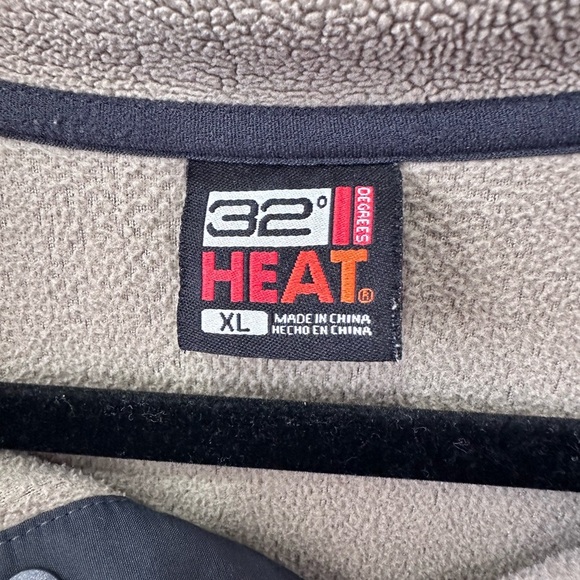 32°
DEGREES
HEAT®
XL
MADE IN CHINA
HECHO EN CHINA